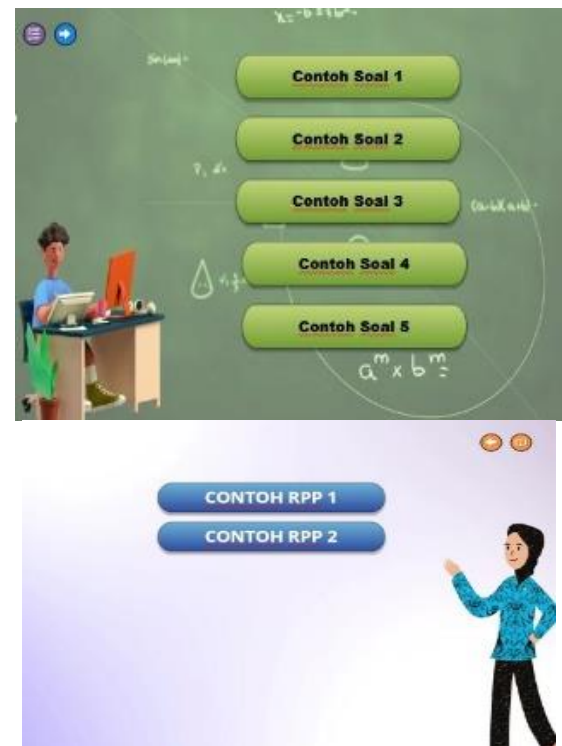 Contoh Soal 1
Contoh Soal 2
Contoh Soal 3
Contoh Soal 4
Contoh Soal 5
a^m x b^m =
CONTOH RPP 1
CONTOH RPP 2